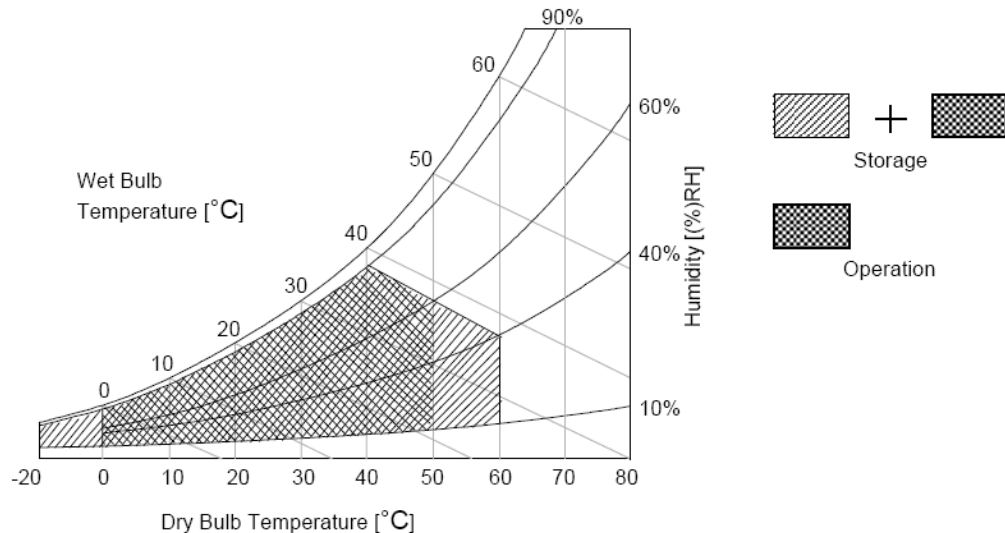 90%
60
60%
50
Wet Bulb
Temperature [°C]
40
40%
30
20
10
0
10%
Humidity [(%)RH]
-20 0 10 20 30 40 50 60 70 80
Dry Bulb Temperature [°C]
+
Storage
Operation